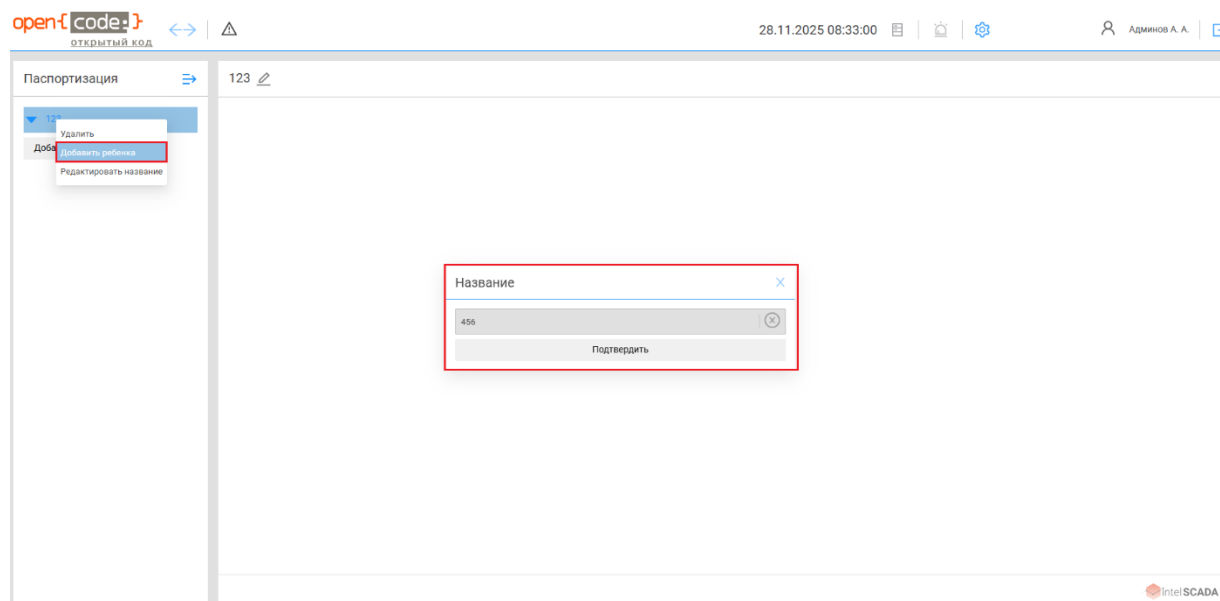 open{code:}
открытый код
28.11.2025 08:33:00
Админов А. А.
Паспортизация
123
Удалить
Добавить ребенка
Редактировать название
Название
456
Подтвердить
intelSCADA